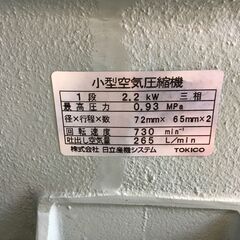 小型空気圧縮機
1段 2.2kW 三相
最高圧力 0.93 MPa
径×行程×数 72mm× 65mm×2
回転速度 730 min⁻¹
吐出し空気量 265 L/min
株式会社 日立産機システム TOKICO